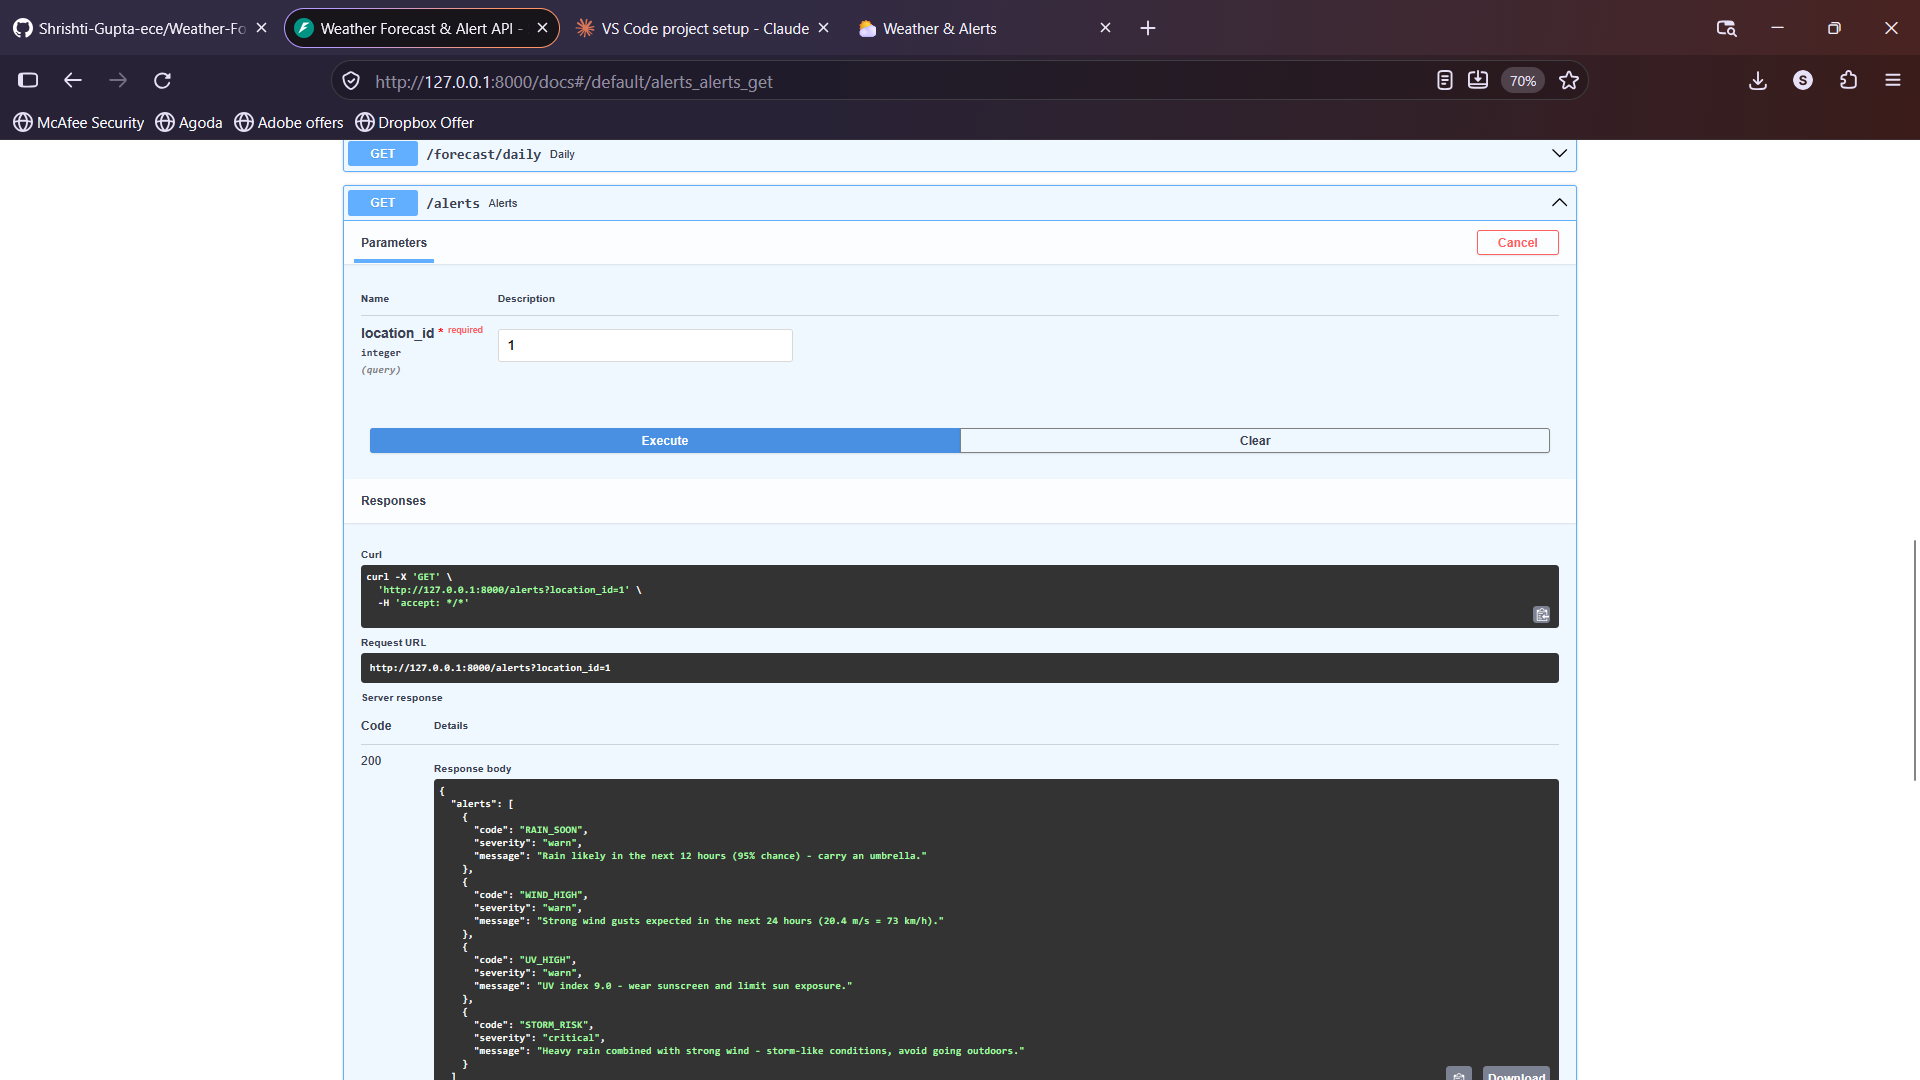 Shrishti-Gupta-ece/Weather-Fo
Weather Forecast & Alert API -
VS Code project setup - Claude
Weather & Alerts
http://127.0.0.1:8000/docs#/default/alerts_alerts_get
70%
S
McAfee Security
Agoda
Adobe offers
Dropbox Offer
GET /forecast/daily Daily
GET /alerts Alerts
Parameters
Cancel
Name Description
location_id * required
integer
(query)
1
Execute
Clear
Responses
Curl
curl -X 'GET' \
'http://127.0.0.1:8000/alerts?location_id=1' \
-H 'accept: */*'
Request URL
http://127.0.0.1:8000/alerts?location_id=1
Server response
Code Details
200
Response body
{
"alerts": [
{
"code": "RAIN_SOON",
"severity": "warn",
"message": "Rain likely in the next 12 hours (95% chance) - carry an umbrella."
},
{
"code": "WIND_HIGH",
"severity": "warn",
"message": "Strong wind gusts expected in the next 24 hours (20.4 m/s = 73 km/h)."
},
{
"code": "UV_HIGH",
"severity": "warn",
"message": "UV index 9.0 - wear sunscreen and limit sun exposure."
},
{
"code": "STORM_RISK",
"severity": "critical",
"message": "Heavy rain combined with strong wind - storm-like conditions, avoid going outdoors."
}
]
Download